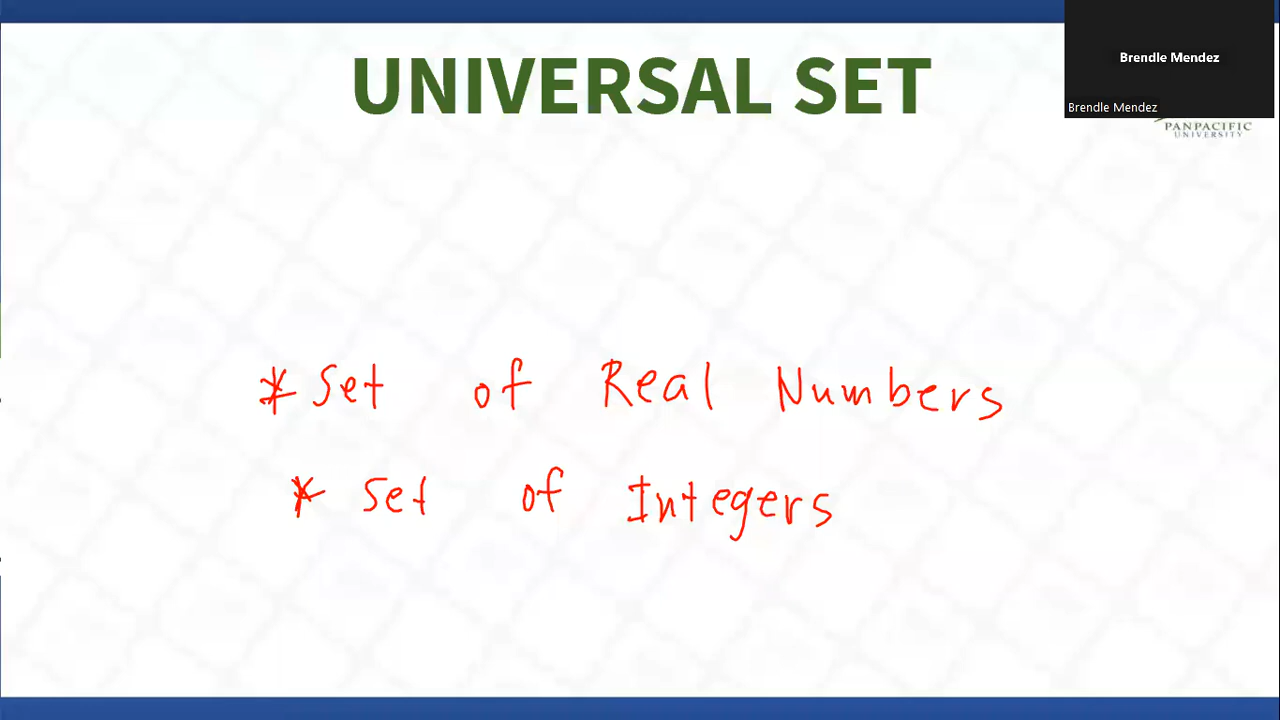 UNIVERSAL SET
Brendle Mendez
Brendle Mendez
PANPACIFIC
UNIVERSITY
* Set of Real Numbers
* Set of Integers